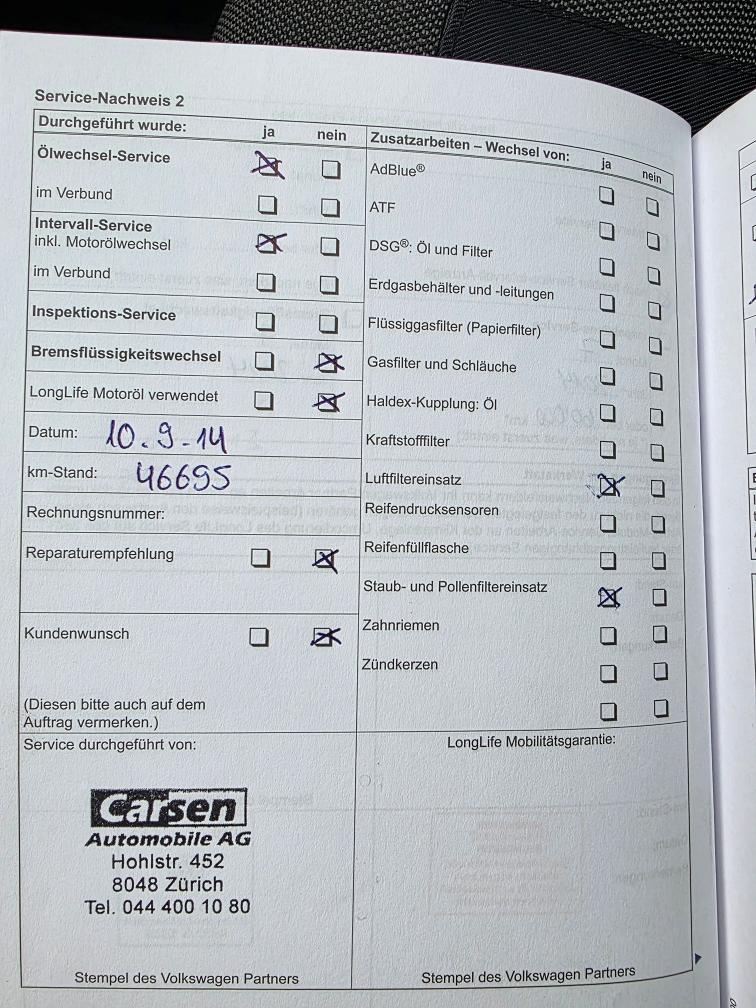 Service-Nachweis 2
Durchgeführt wurde: ja nein
Ölwechsel-Service
im Verbund
Intervall-Service
inkl. Motorölwechsel
im Verbund
Inspektions-Service
Bremsflüssigkeitswechsel
LongLife Motoröl verwendet
Datum: 10.9.14
km-Stand: 46695
Rechnungsnummer:
Reparaturempfehlung
Kundenwunsch
(Diesen bitte auch auf dem
Auftrag vermerken.)
Zusatzarbeiten – Wechsel von: ja nein
AdBlue®
ATF
DSG®: Öl und Filter
Erdgasbehälter und -leitungen
Flüssiggasfilter (Papierfilter)
Gasfilter und Schläuche
Haldex-Kupplung: Öl
Kraftstofffilter
Luftfiltereinsatz
Reifendrucksensoren
Reifenfüllflasche
Staub- und Pollenfiltereinsatz
Zahnriemen
Zündkerzen
Service durchgeführt von:
Carsen
Automobile AG
Hohlstr. 452
8048 Zürich
Tel. 044 400 10 80
Stempel des Volkswagen Partners
LongLife Mobilitätsgarantie:
Stempel des Volkswagen Partners